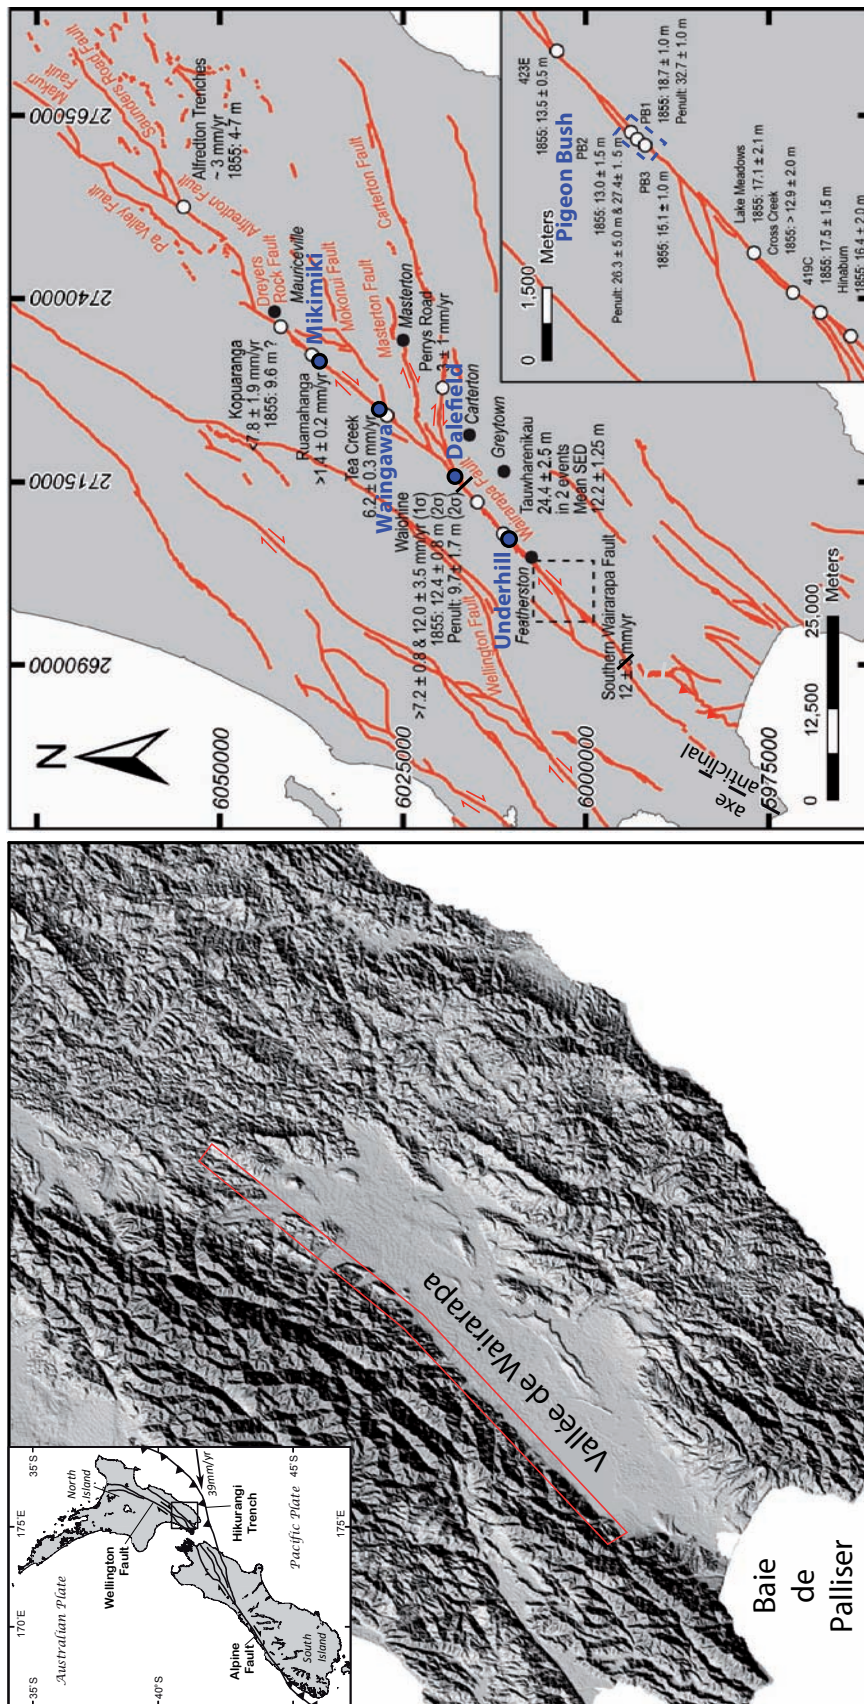 35°S
40°
45°S
35°S
170°E
175°E
175°E
Australian Plate
North
Island
Wellington
Fault
Alpine
Fault
South
Island
39mm/yr
Hikurangi
Trench
Pacific Plate
Vallée de Wairarapa
Baie
de
Palliser
N
2690000
2715000
2740000
2765000
6050000
6025000
6000000
5975000
Makuri
Fault
Saunders Road Fault
Pa Valley Fault
Alfredton Fault
Alfredton Trenches
~ 3 mm/yr
1855: 4-7 m
Dreyers
Rock Fault
Mauriceville
Kopuaranga
<7.8 ± 1.9 mm/yr
1855: 9.6 m ?
Mikimiki
Ruamahanga
>1.4 ± 0.2 mm/yr
Mokonui Fault
Carterton Fault
Masterton Fault
Masterton
Tea Creek
6.2 ± 0.3 mm/yr
Waingawa
Perrys Road
3 ± 1 mm/yr
Dalefield
Carterton
Waiohine
>7.2 ± 0.8 & 12.0 ± 3.5 mm/yr (1σ)
1855: 12.4 ± 0.8 m (2σ)
Penult: 9.7± 1.7 m (2σ)
Greytown
Wairarapa Fault
Tauwharenikau
24.4 ± 2.5 m
in 2 events
Mean SED
12.2 ± 1.25 m
Underhill
Featherston
Wellington Fault
Southern Wairarapa Fault
12 ± mm/yr
axe
anticlinal
0 12,500 25,000
Meters
0 1,500
Meters
Pigeon Bush
423E
1855: 13.5 ± 0.5 m
PB2
1855: 13.0 ± 1.5 m
Penult: 26.3 ± 5.0 m & 27.4± 1.5 m
PB1
1855: 18.7 ± 1.0 m
Penult: 32.7 ± 1.0 m
PB3
1855: 15.1 ± 1.0 m
Lake Meadows
1855: 17.1 ± 2.1 m
Cross Creek
1855: > 12.9 ± 2.0 m
419C
1855: 17.5 ± 1.5 m
Hinaburn
1855: 16.4 ± 2.0 m